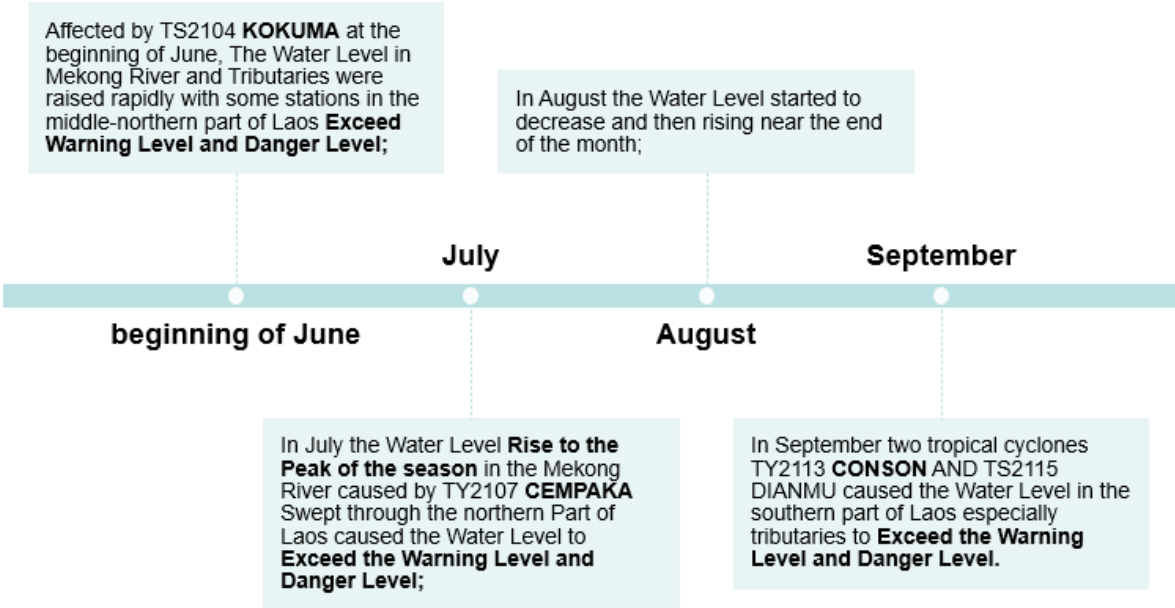 Affected by TS2104 KOKUMA at the
beginning of June, The Water Level in
Mekong River and Tributaries were
raised rapidly with some stations in the
middle-northern part of Laos Exceed
Warning Level and Danger Level;
In August the Water Level started to
decrease and then rising near the end
of the month;
July
September
beginning of June
August
In July the Water Level Rise to the
Peak of the season in the Mekong
River caused by TY2107 CEMPAKA
Swept through the northern Part of
Laos caused the Water Level to
Exceed the Warning Level and
Danger Level;
In September two tropical cyclones
TY2113 CONSON AND TS2115
DIANMU caused the Water Level in the
southern part of Laos especially
tributaries to Exceed the Warning
Level and Danger Level.